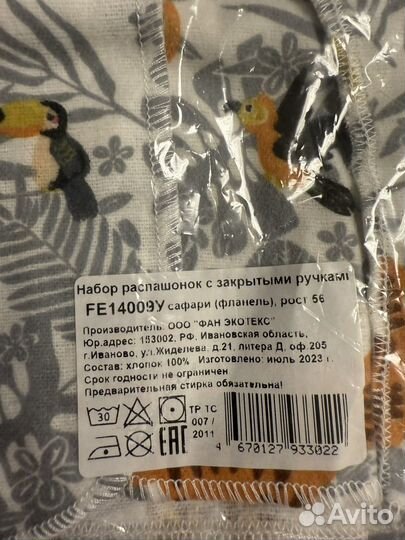 Набор распашонок с закрытыми ручками
FE14009У сафари (фланель), рост 56
Производитель: ООО "ФАН ЭКОТЕКС"
Юр.адрес: 153002, РФ, Ивановская область,
г.Иваново, ул.Жиделева, д.21, литера Д, оф.205
Состав: хлопок 100% Изготовлено: июль 2023 г.
Срок годности не ограничен
Предварительная стирка обязательна!
30
ТР ТС
007 /
2011
EAC
4 670127 933022
Avito